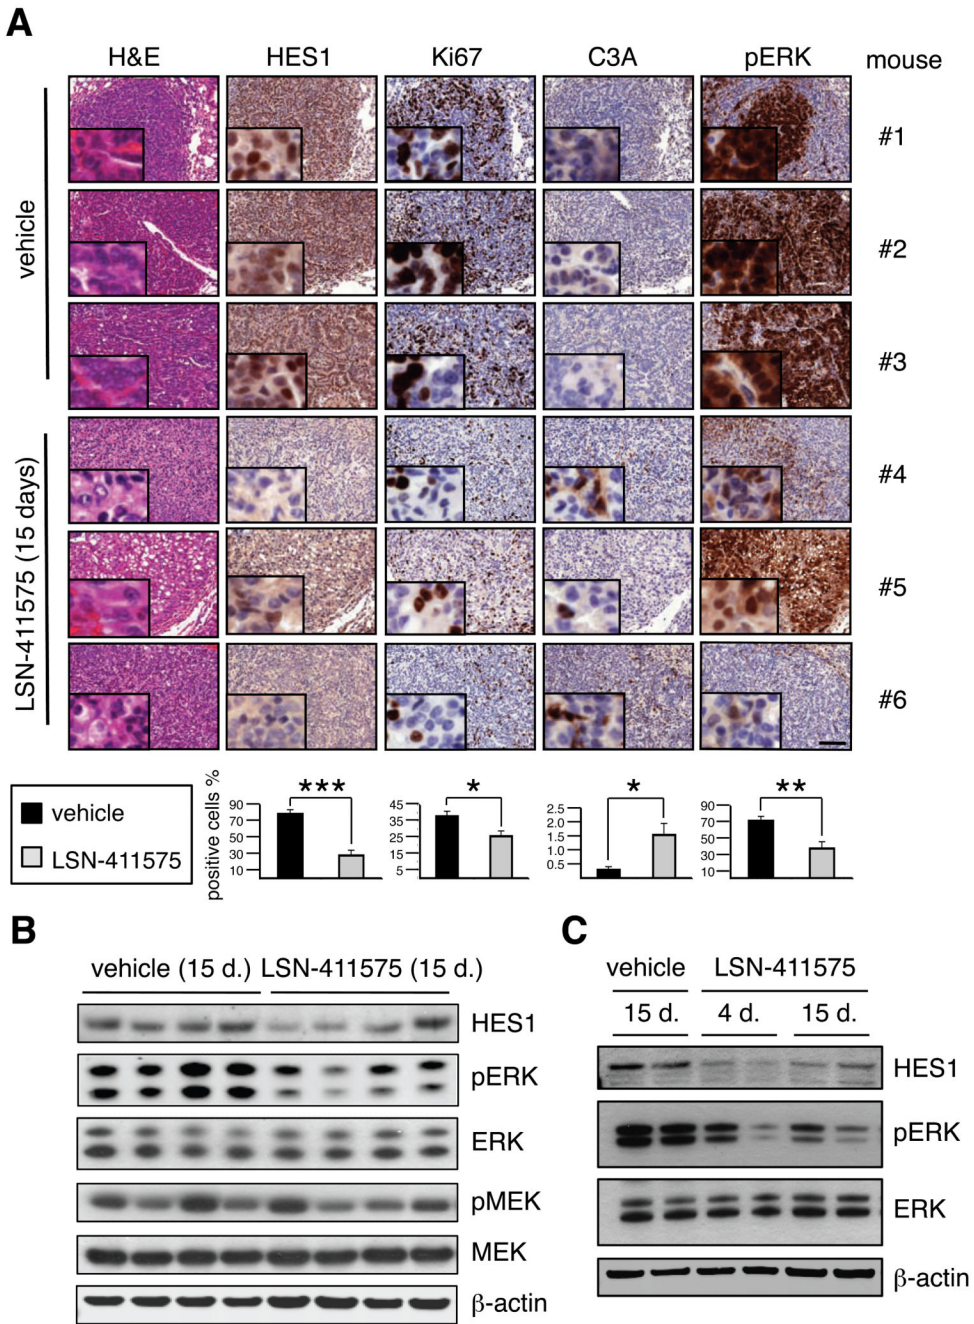 A
H&E HES1 Ki67 C3A pERK mouse
vehicle
#1
#2
#3
LSN-411575 (15 days)
#4
#5
#6
vehicle
LSN-411575
positive cells %
90
70
50
30
10
***
45
35
25
15
5
*
2.5
2.0
1.5
1.0
0.5
*
90
70
50
30
10
**
B
vehicle (15 d.) LSN-411575 (15 d.)
HES1
pERK
ERK
pMEK
MEK
β-actin
C
vehicle LSN-411575
15 d. 4 d. 15 d.
HES1
pERK
ERK
β-actin